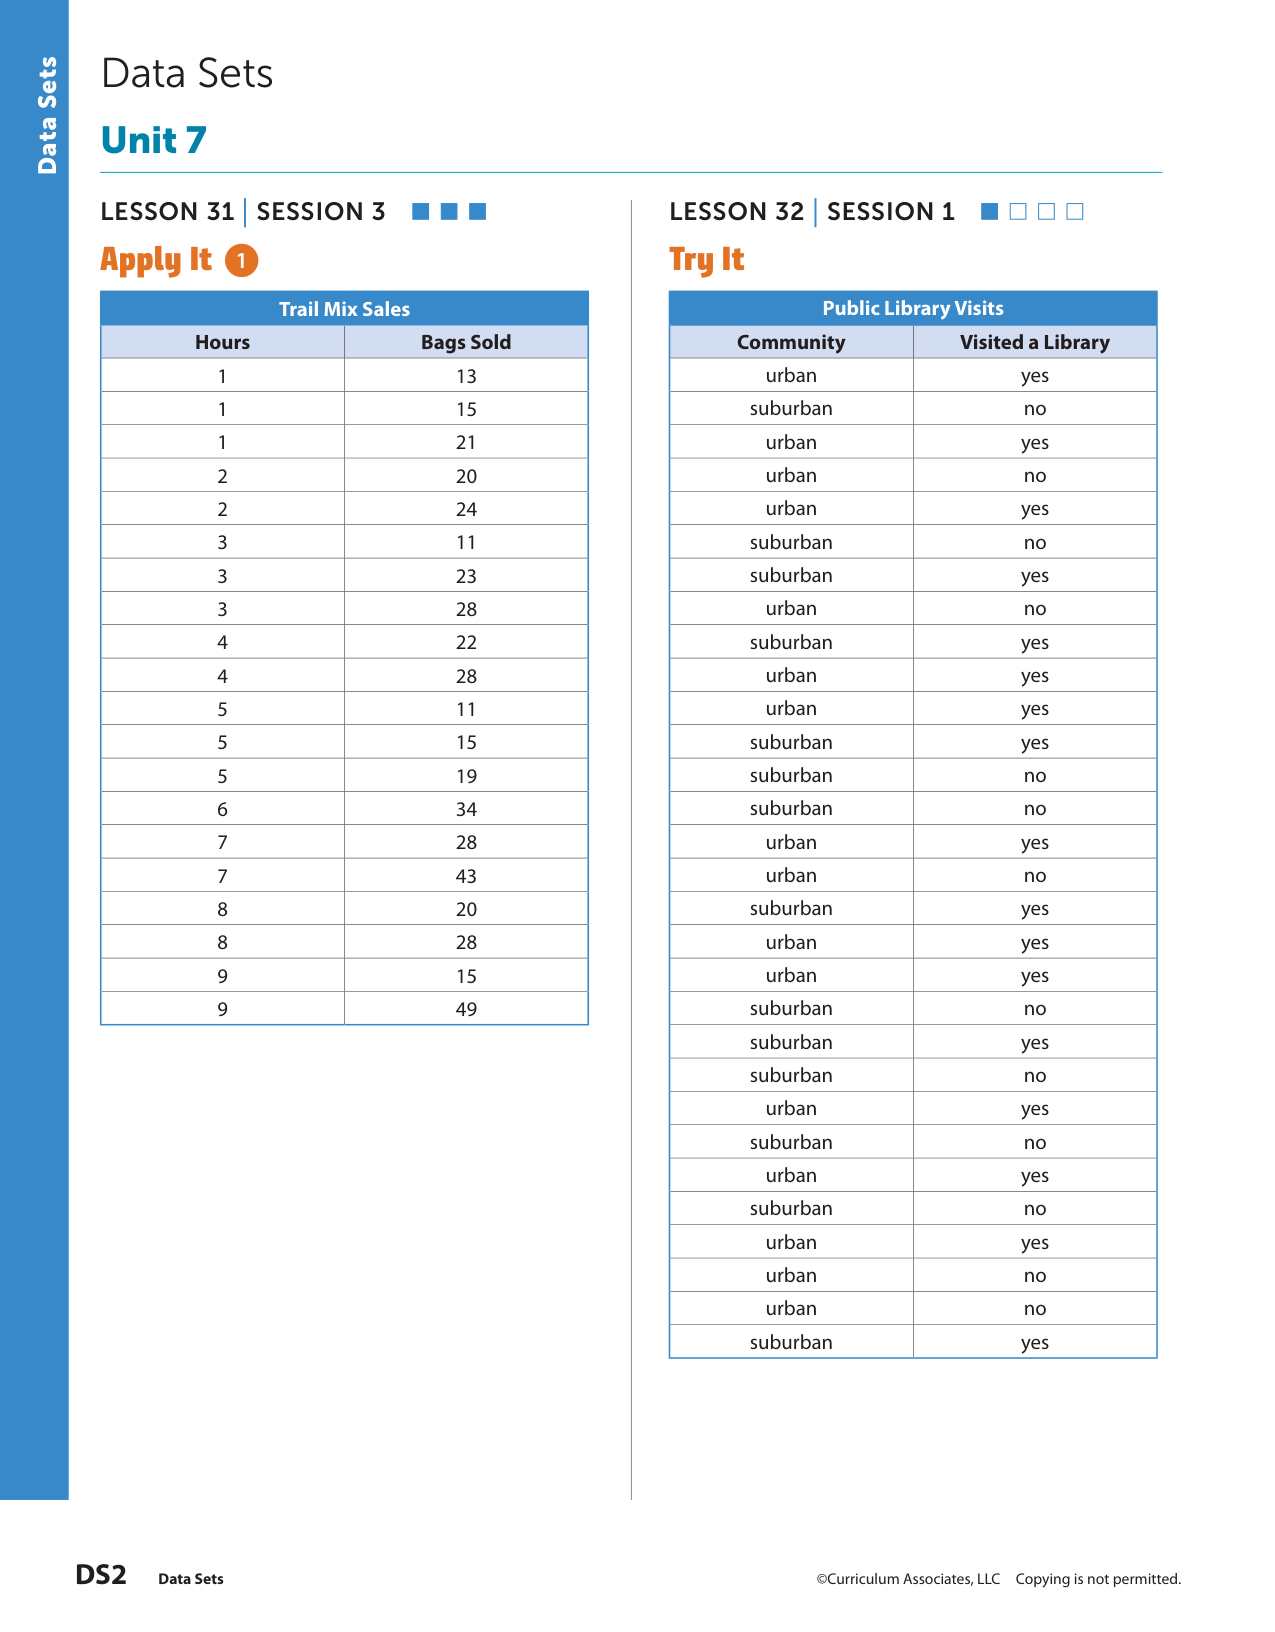 Data Sets
Data Sets
Unit 7
LESSON 31 | SESSION 3
Apply It 1
Trail Mix Sales
Hours Bags Sold
1 13
1 15
1 21
2 20
2 24
3 11
3 23
3 28
4 22
4 28
5 11
5 15
5 19
6 34
7 28
7 43
8 20
8 28
9 15
9 49
LESSON 32 | SESSION 1
Try It
Public Library Visits
Community Visited a Library
urban yes
suburban no
urban yes
urban no
urban yes
suburban no
suburban yes
urban no
suburban yes
urban yes
urban yes
suburban yes
suburban no
suburban no
urban yes
urban no
suburban yes
urban yes
urban yes
suburban no
suburban yes
suburban no
urban yes
suburban no
urban yes
suburban no
urban yes
urban no
urban no
suburban yes
DS2 Data Sets
©Curriculum Associates, LLC Copying is not permitted.